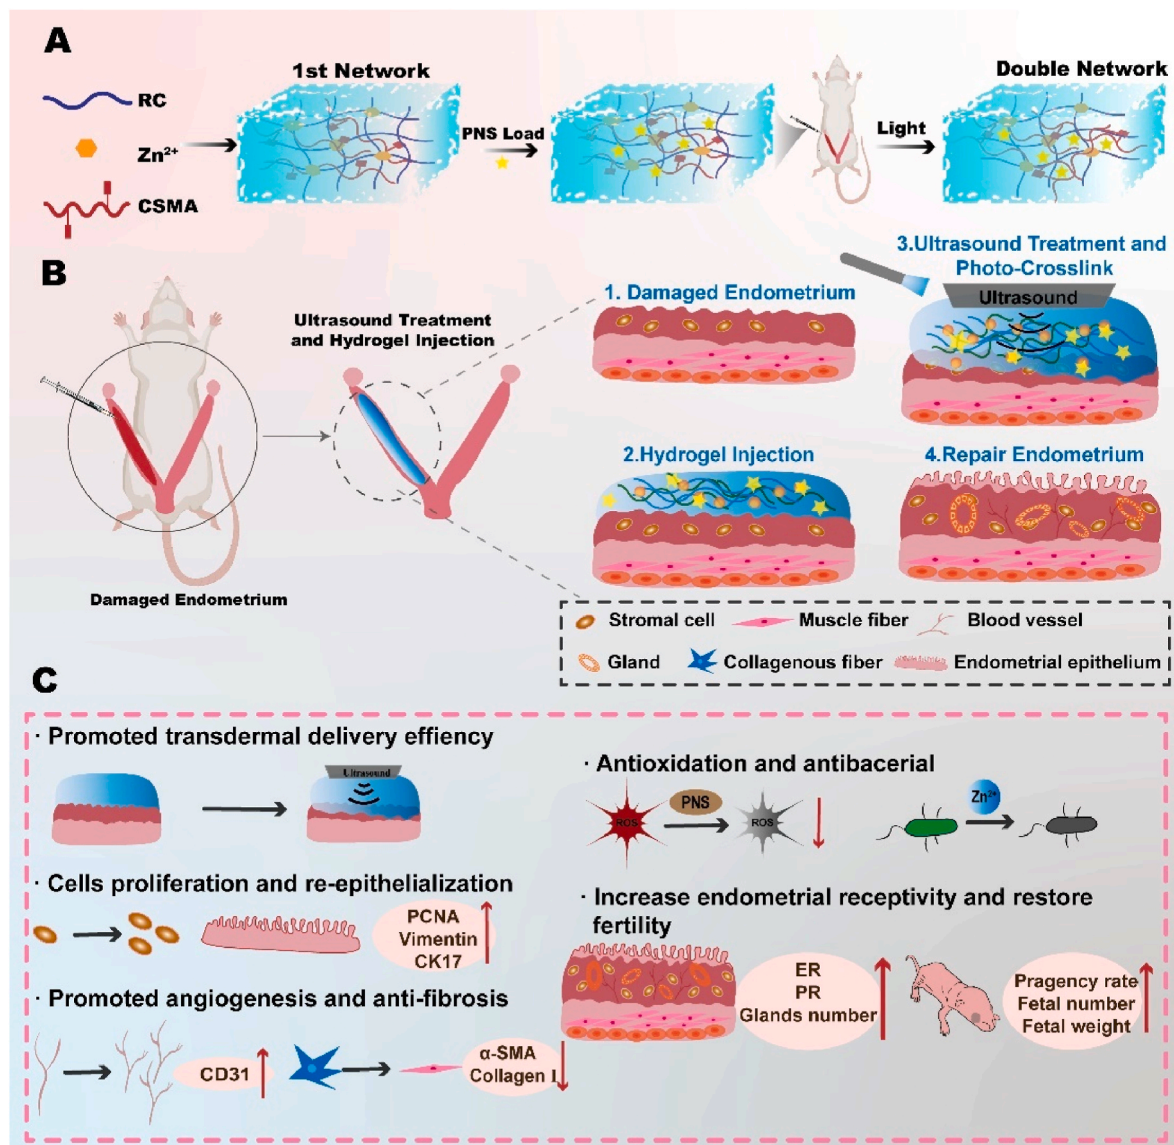 A
RC
Zn2+
CSMA
1st Network
PNS Load
Light
Double Network
B
Ultrasound Treatment
and Hydrogel Injection
Damaged Endometrium
1. Damaged Endometrium
3.Ultrasound Treatment and
Photo-Crosslink
Ultrasound
2.Hydrogel Injection
4.Repair Endometrium
Stromal cell
Muscle fiber
Blood vessel
Gland
Collagenous fiber
Endometrial epithelium
C
· Promoted transdermal delivery effiency
Ultrasound
· Cells proliferation and re-epithelialization
PCNA
Vimentin
CK17
· Promoted angiogenesis and anti-fibrosis
CD31
α-SMA
Collagen I
· Antioxidation and antibacerial
ROS
PNS
ROS
Zn2+
· Increase endometrial receptivity and restore
fertility
ER
PR
Glands number
Pragency rate
Fetal number
Fetal weight